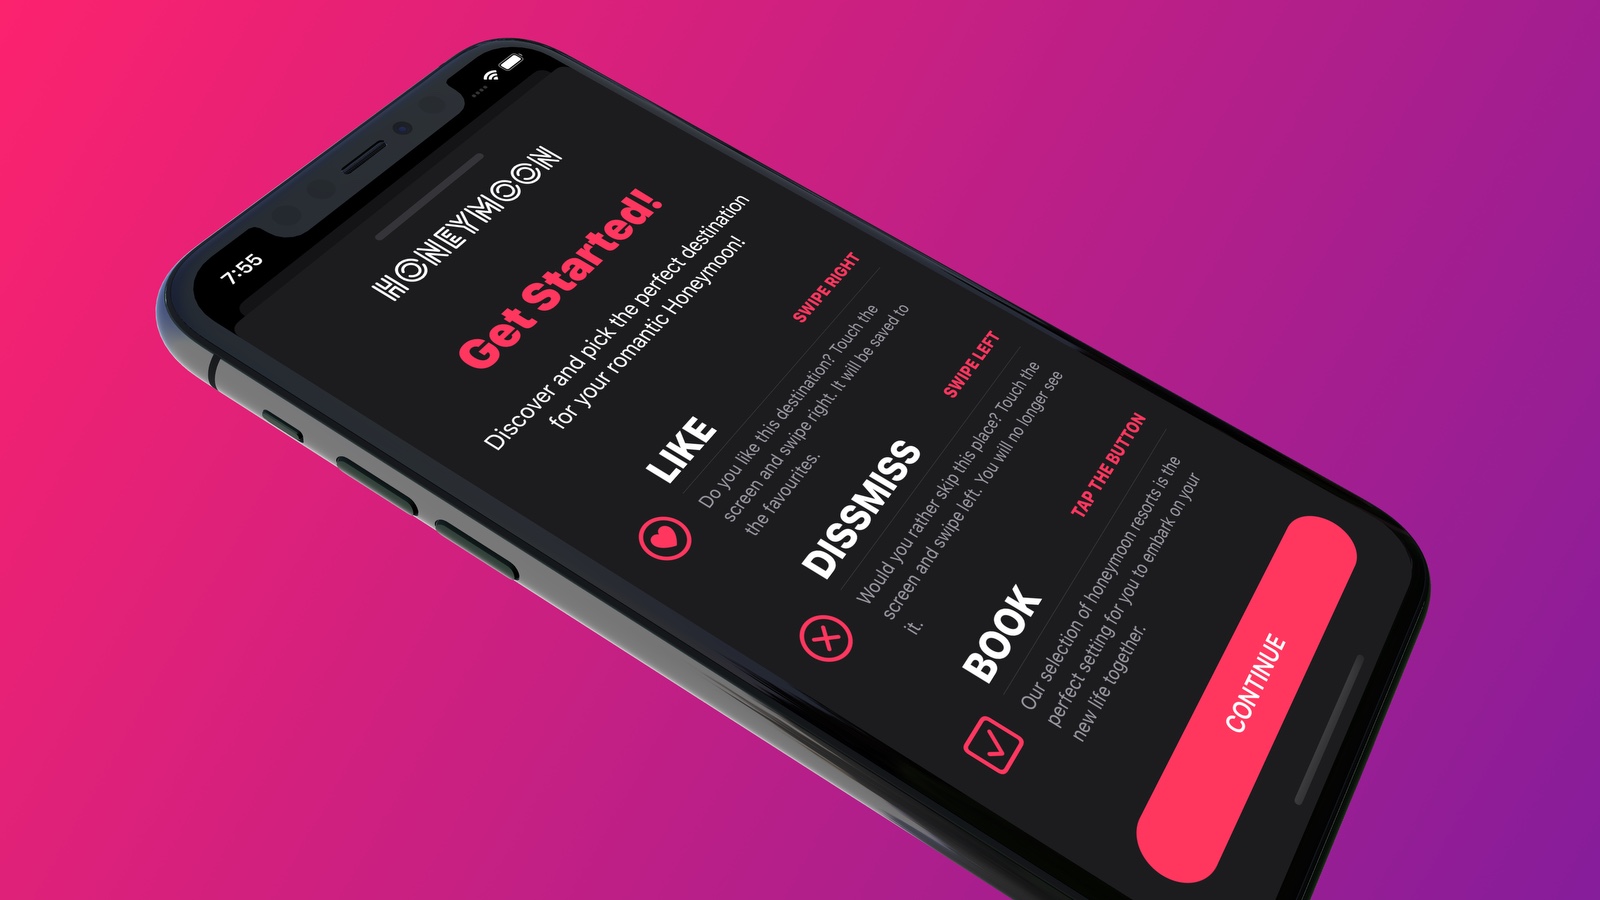 7:55
HONEYMOON
Get Started!
Discover and pick the perfect destination
for your romantic Honeymoon!
LIKE
SWIPE RIGHT
Do you like this destination? Touch the
screen and swipe right. It will be saved to
the favourites.
DISSMISS
SWIPE LEFT
Would you rather skip this place? Touch the
screen and swipe left. You will no longer see
it.
BOOK
TAP THE BUTTON
Our selection of honeymoon resorts is the
perfect setting for you to embark on your
new life together.
CONTINUE